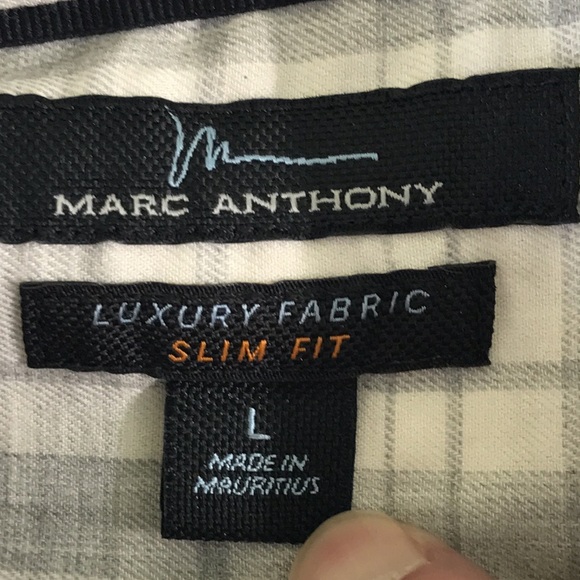 MARC ANTHONY
LUXURY FABRIC
SLIM FIT
L
MADE IN
MAURITIUS